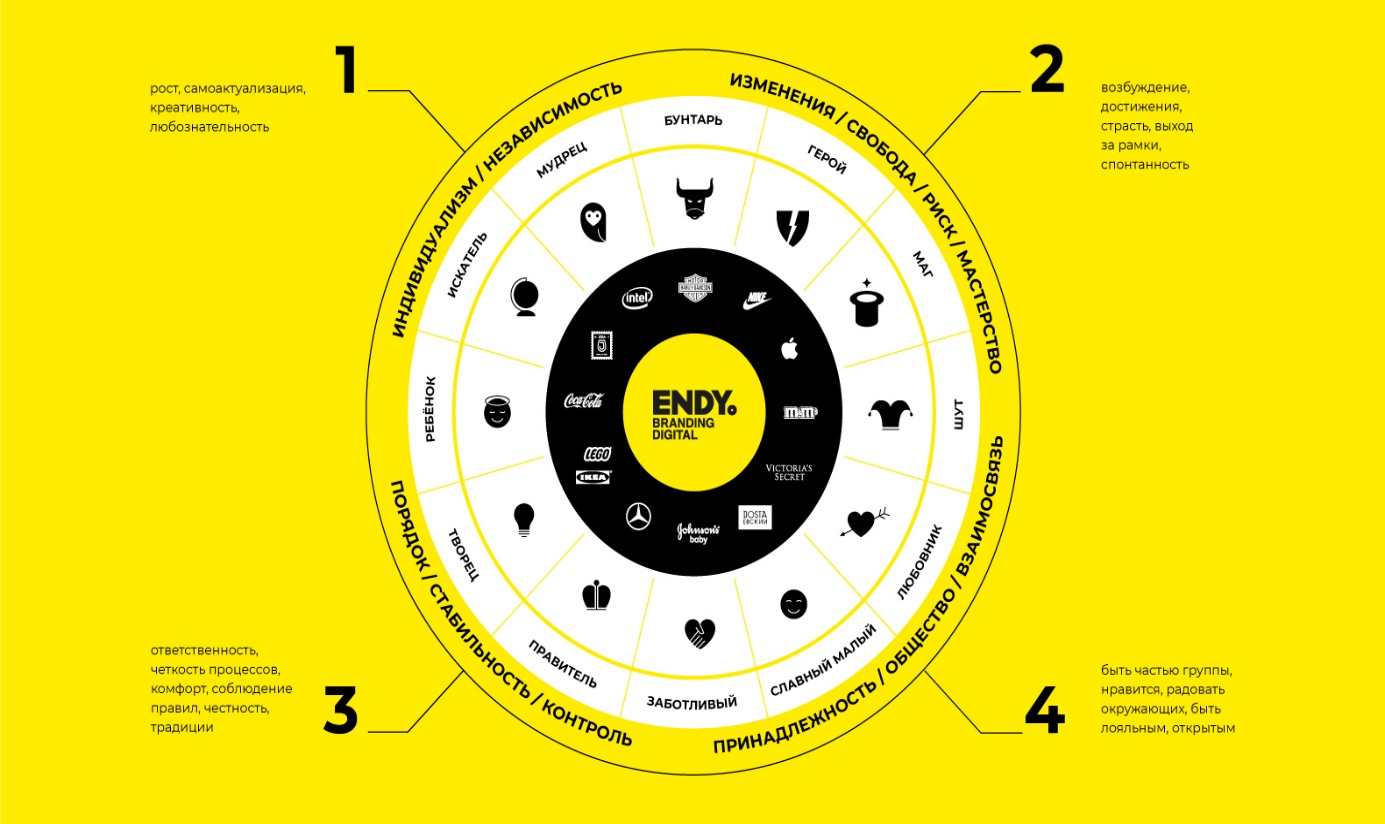 1
рост, самоактуализация,
креативность,
любознательность
2
возбуждение,
достижения,
страсть, выход
за рамки,
спонтанность
ИНДИВИДУАЛИЗМ / НЕЗАВИСИМОСТЬ
ИЗМЕНЕНИЯ / СВОБОДА / РИСК / МАСТЕРСТВО
БУНТАРЬ
ГЕРОЙ
МАГ
ШУТ
ЛЮБОВНИК
СЛАВНЫЙ МАЛЫЙ
ЗАБОТЛИВЫЙ
ПРАВИТЕЛЬ
ТВОРЕЦ
РЕБЁНОК
ИСКАТЕЛЬ
МУДРЕЦ
intel
HARLEY-DAVIDSON
NIKE
m&m's
VICTORIA'S
SECRET
DOSTA
ЕВСКИЙ
Johnson's
baby
IKEA
LEGO
Coca-Cola
ENDY.
BRANDING
DIGITAL
ПОРЯДОК / СТАБИЛЬНОСТЬ / КОНТРОЛЬ
ПРИНАДЛЕЖНОСТЬ / ОБЩЕСТВО / ВЗАИМОСВЯЗЬ
3
ответственность,
четкость процессов,
комфорт, соблюдение
правил, честность,
традиции
4
быть частью группы,
нравится, радовать
окружающих, быть
лояльным, открытым